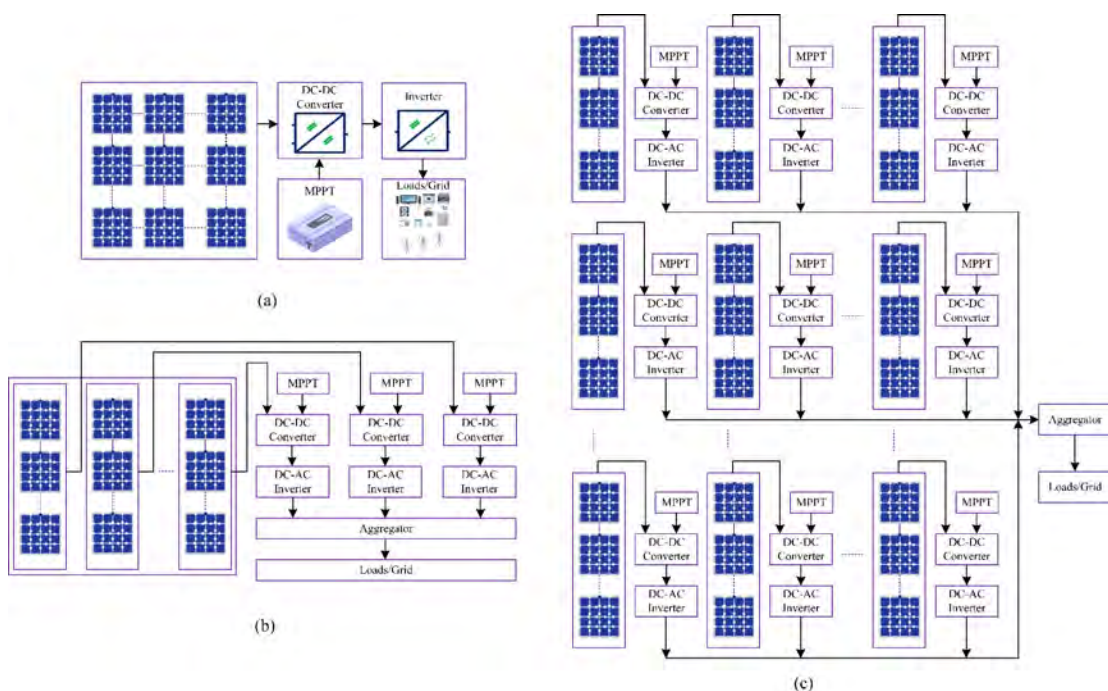 DC-DC
Converter
Inverter
MPPT
Loads/Grid
(a)
MPPT
MPPT
MPPT
DC-DC
Converter
DC-DC
Converter
DC-DC
Converter
DC-AC
Inverter
DC-AC
Inverter
DC-AC
Inverter
Aggregator
Loads/Grid
(b)
MPPT
MPPT
MPPT
DC-DC
Converter
DC-DC
Converter
DC-DC
Converter
DC-AC
Inverter
DC-AC
Inverter
DC-AC
Inverter
MPPT
MPPT
MPPT
DC-DC
Converter
DC-DC
Converter
DC-DC
Converter
DC-AC
Inverter
DC-AC
Inverter
DC-AC
Inverter
Aggregator
Loads/Grid
MPPT
MPPT
MPPT
DC-DC
Converter
DC-DC
Converter
DC-DC
Converter
DC-AC
Inverter
DC-AC
Inverter
DC-AC
Inverter
(c)